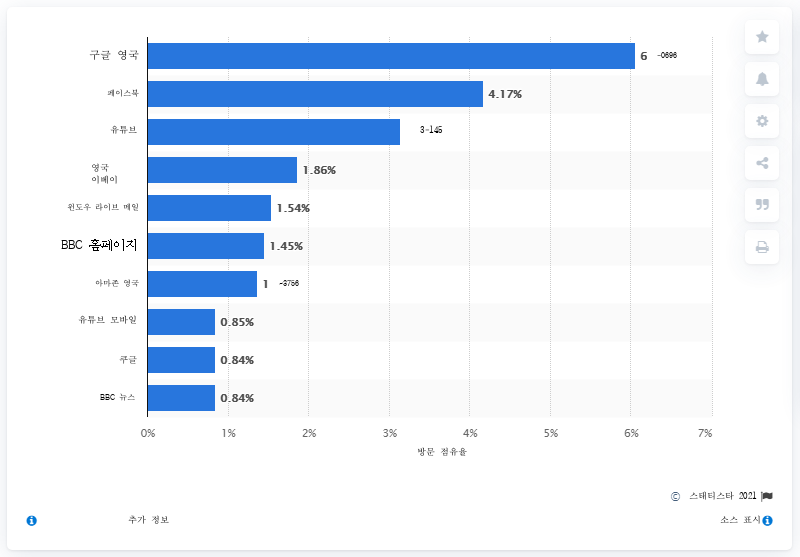 구글 영국
6 -0696
페이스북
4.17%
유튜브
3-145
영국
이베이
1.86%
윈도우 라이브 메일
1.54%
BBC 홈페이지
1.45%
아마존 영국
1 -3756
유튜브 모바일
0.85%
구글
0.84%
BBC 뉴스
0.84%
0% 1% 2% 3% 4% 5% 6% 7%
방문 점유율
© 스태티스타 2021
추가 정보
소스 표시